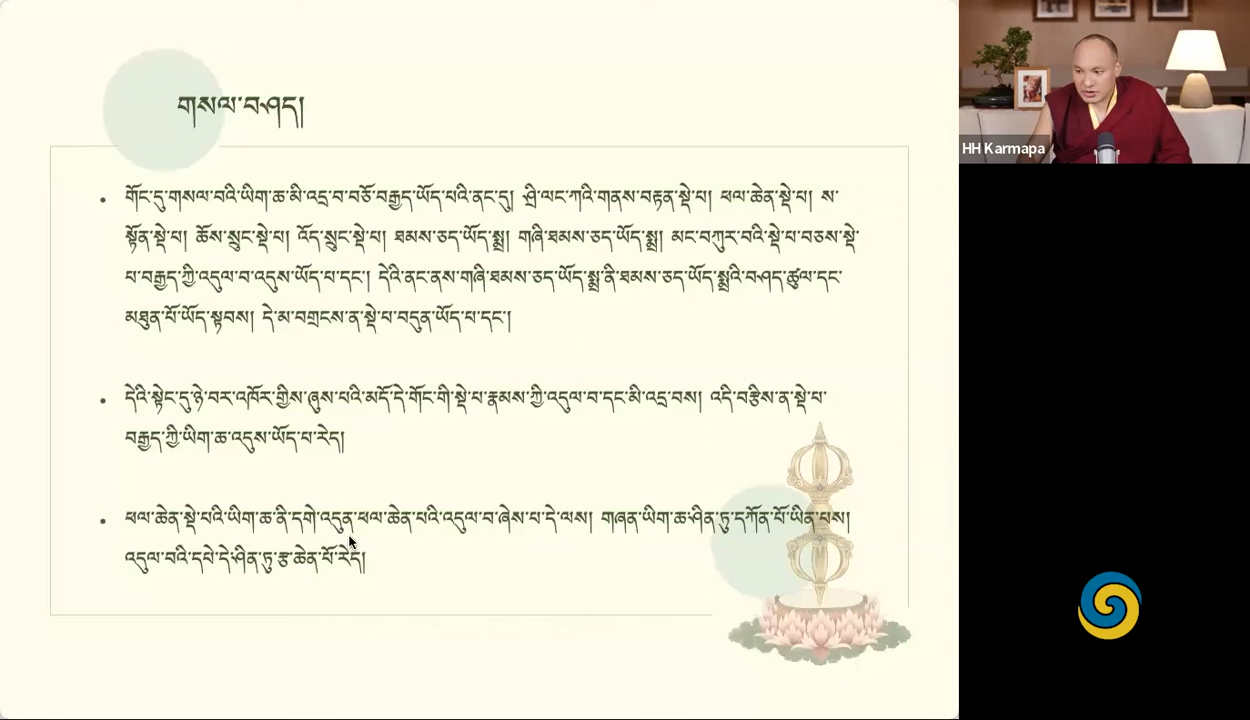 གསལ་བཤད།
གོང་དུ་གསལ་བའི་ཡིག་ཆ་མི་འདྲ་བ་བཅོ་བརྒྱད་ཡོད་པའི་ནང་དུ། ཤྲི་ལང་ཀའི་གནས་བརྟན་སྡེ་པ། ཕལ་ཆེན་སྡེ་པ། ས་
སྟོན་སྡེ་པ། ཆོས་སྲུང་སྡེ་པ། འོད་སྲུང་སྡེ་པ། ཐམས་ཅད་ཡོད་སྨྲ། གཞི་ཐམས་ཅད་ཡོད་སྨྲ། མང་བཀུར་བའི་སྡེ་པ་བཅས་སྡེ་
པ་བརྒྱད་ཀྱི་འདུལ་བ་འདུས་ཡོད་པ་དང་། དེའི་ནང་ནས་གཞི་ཐམས་ཅད་ཡོད་སྨྲ་ནི་ཐམས་ཅད་ཡོད་སྨྲའི་བཤད་ཚུལ་དང་
མཐུན་པོ་ཡོད་སྟབས། དེ་མ་བགྲངས་ན་སྡེ་པ་བདུན་ཡོད་པ་དང་།
དེའི་སྟེང་དུ་ཉེ་བར་འཁོར་གྱིས་ཞུས་པའི་མདོ་དེ་གོང་གི་སྡེ་པ་རྣམས་ཀྱི་འདུལ་བ་དང་མི་འདྲ་བས། འདི་བརྩིས་ན་སྡེ་པ་
བརྒྱད་ཀྱི་ཡིག་ཆ་འདུས་ཡོད་པ་རེད།
ཕལ་ཆེན་སྡེ་པའི་ཡིག་ཆ་ནི་དགེ་འདུན་ཕལ་ཆེན་པའི་འདུལ་བ་ཞེས་པ་དེ་ལས། གཞན་ཡིག་ཆ་ཤིན་ཏུ་དཀོན་པོ་ཡིན་པས།
འདུལ་བའི་དཔེ་དེ་ཤིན་ཏུ་རྩ་ཆེན་པོ་རེད།
HH Karmapa